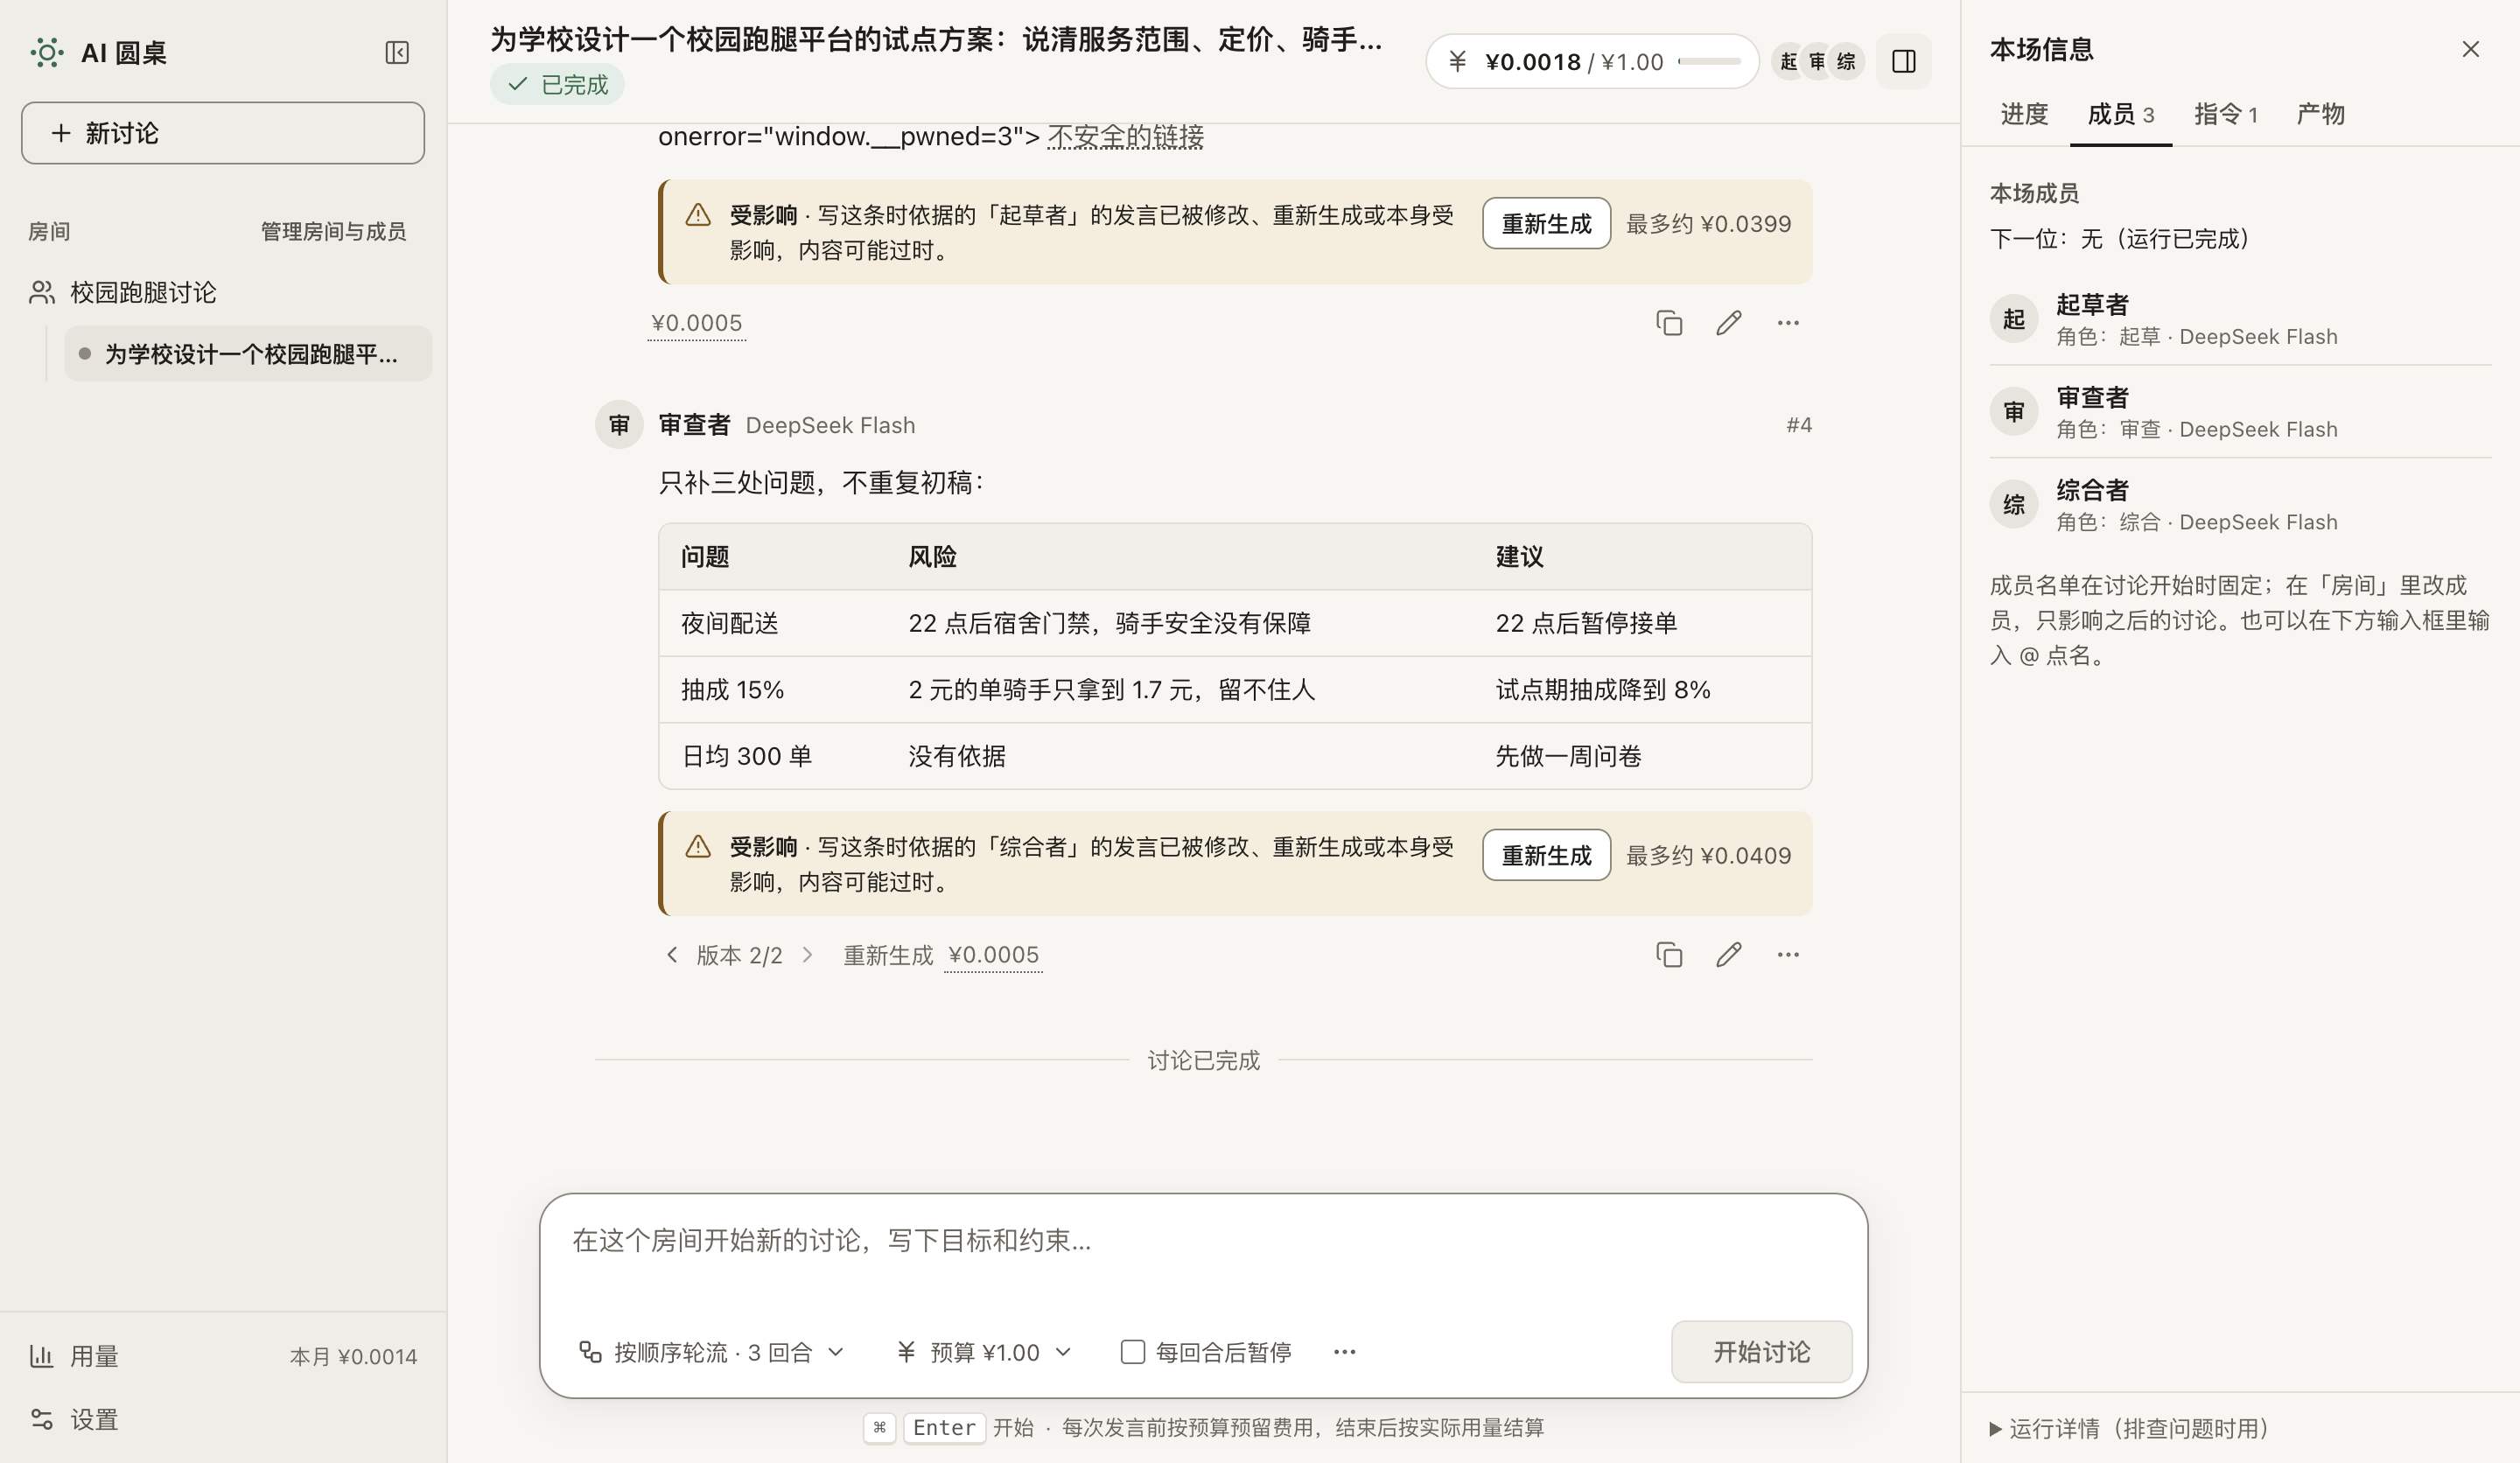 AI 圆桌
新讨论
房间 管理房间与成员
校园跑腿讨论
为学校设计一个校园跑腿平...
用量 本月 ¥0.0014
设置
为学校设计一个校园跑腿平台的试点方案：说清服务范围、定价、骑手...
已完成
¥0.0018 / ¥1.00
起 审 综
onerror="window.__pwned=3"> 不安全的链接
受影响 · 写这条时依据的「起草者」的发言已被修改、重新生成或本身受
影响，内容可能过时。
重新生成 最多约 ¥0.0399
¥0.0005
审 审查者 DeepSeek Flash #4
只补三处问题，不重复初稿：
问题 风险 建议
夜间配送 22 点后宿舍门禁，骑手安全没有保障 22 点后暂停接单
抽成 15% 2 元的单骑手只拿到 1.7 元，留不住人 试点期抽成降到 8%
日均 300 单 没有依据 先做一周问卷
受影响 · 写这条时依据的「综合者」的发言已被修改、重新生成或本身受
影响，内容可能过时。
重新生成 最多约 ¥0.0409
版本 2/2 重新生成 ¥0.0005
讨论已完成
在这个房间开始新的讨论，写下目标和约束...
按顺序轮流 · 3 回合 预算 ¥1.00 每回合后暂停 开始讨论
⌘ Enter 开始 · 每次发言前按预算预留费用，结束后按实际用量结算
本场信息
进度 成员 3 指令 1 产物
本场成员
下一位：无（运行已完成）
起 起草者
角色：起草 · DeepSeek Flash
审 审查者
角色：审查 · DeepSeek Flash
综 综合者
角色：综合 · DeepSeek Flash
成员名单在讨论开始时固定；在「房间」里改成
员，只影响之后的讨论。也可以在下方输入框里输
入 @ 点名。
运行详情（排查问题时用）